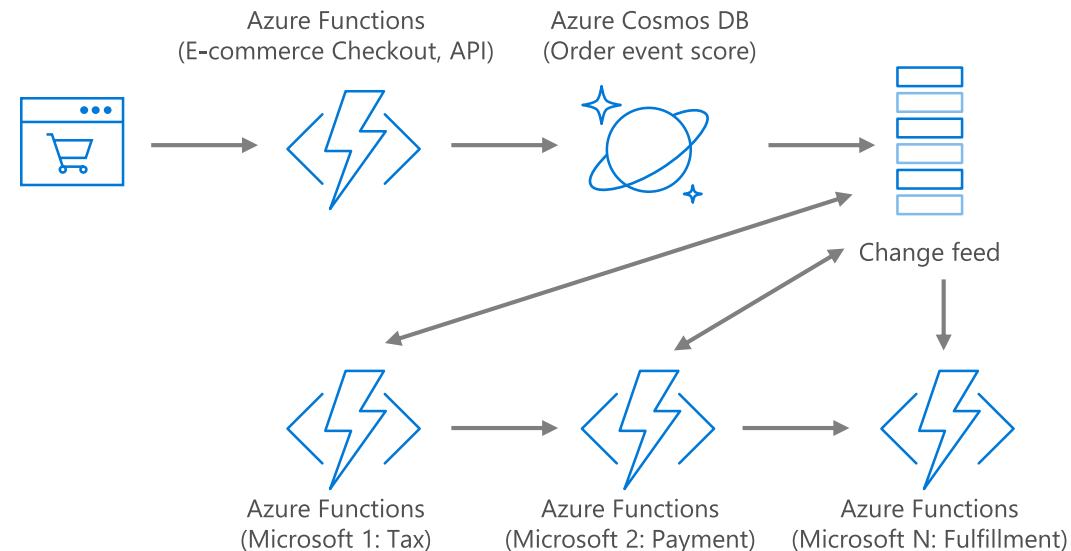 Azure Functions
(E-commerce Checkout, API)
Azure Cosmos DB
(Order event score)
Change feed
Azure Functions
(Microsoft 1: Tax)
Azure Functions
(Microsoft 2: Payment)
Azure Functions
(Microsoft N: Fulfillment)